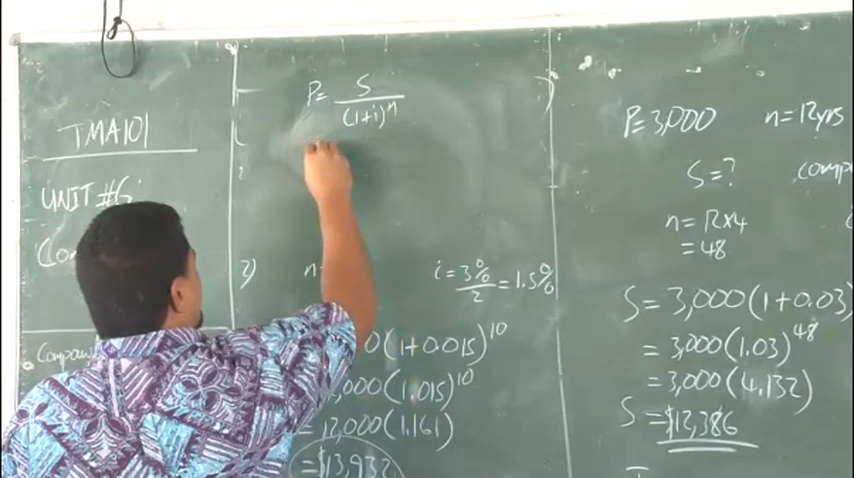 TMA101
UNIT #6:
P= S
(1+i)^n
2)
i = 3% = 1.5%
2
(1+0.015)^10
,000(1.015)^10
= 12,000(1.161)
= $13,932
P=3,000 n=12yrs
S=?
n= 12x4
= 48
S = 3,000(1+0.03)
= 3,000(1.03)^48
= 3,000(4.132)
S = $12,386